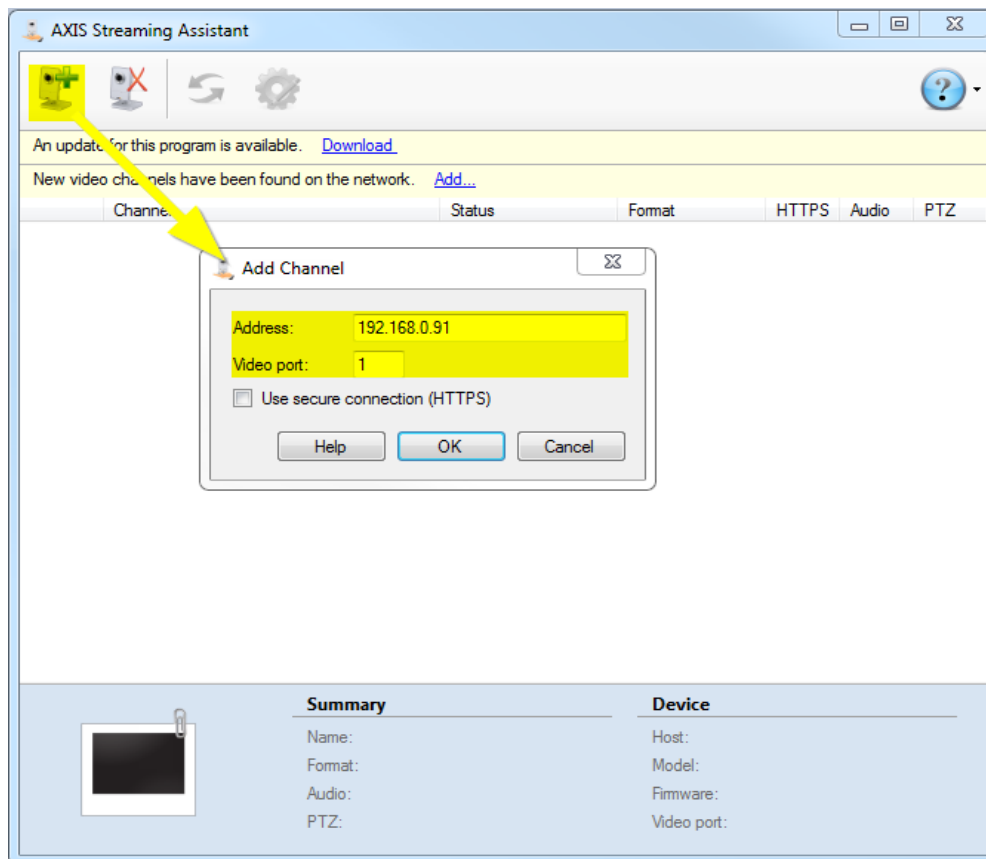 AXIS Streaming Assistant
An update for this program is available. Download
New video channels have been found on the network. Add...
Channel Status Format HTTPS Audio PTZ
Add Channel
Address: 192.168.0.91
Video port: 1
Use secure connection (HTTPS)
Help OK Cancel
Summary Device
Name: Host:
Format: Model:
Audio: Firmware:
PTZ: Video port: